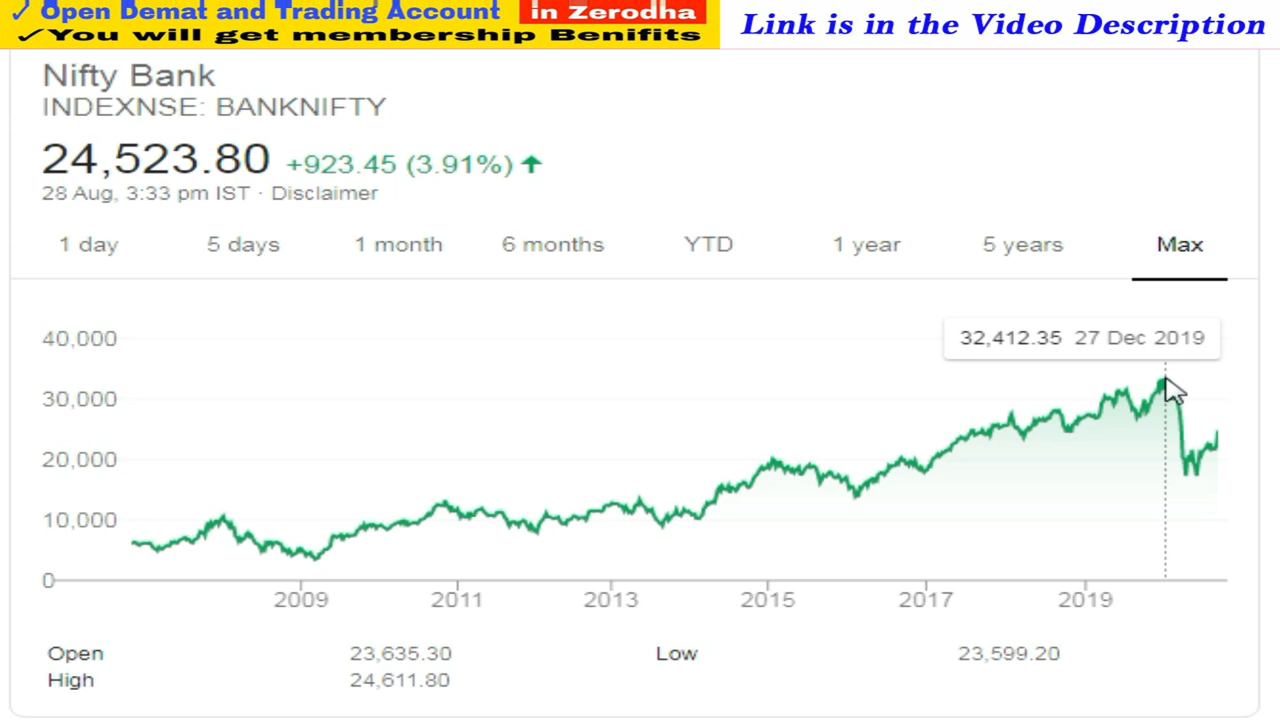 ✓ Open Demat and Trading Account in Zerodha
✓You will get membership Benifits
Link is in the Video Description
Nifty Bank
INDEXNSE: BANKNIFTY
24,523.80 +923.45 (3.91%) ↑
28 Aug, 3:33 pm IST · Disclaimer
1 day 5 days 1 month 6 months YTD 1 year 5 years Max
40,000
32,412.35 27 Dec 2019
30,000
20,000
10,000
0
2009 2011 2013 2015 2017 2019
Open 23,635.30 Low 23,599.20
High 24,611.80